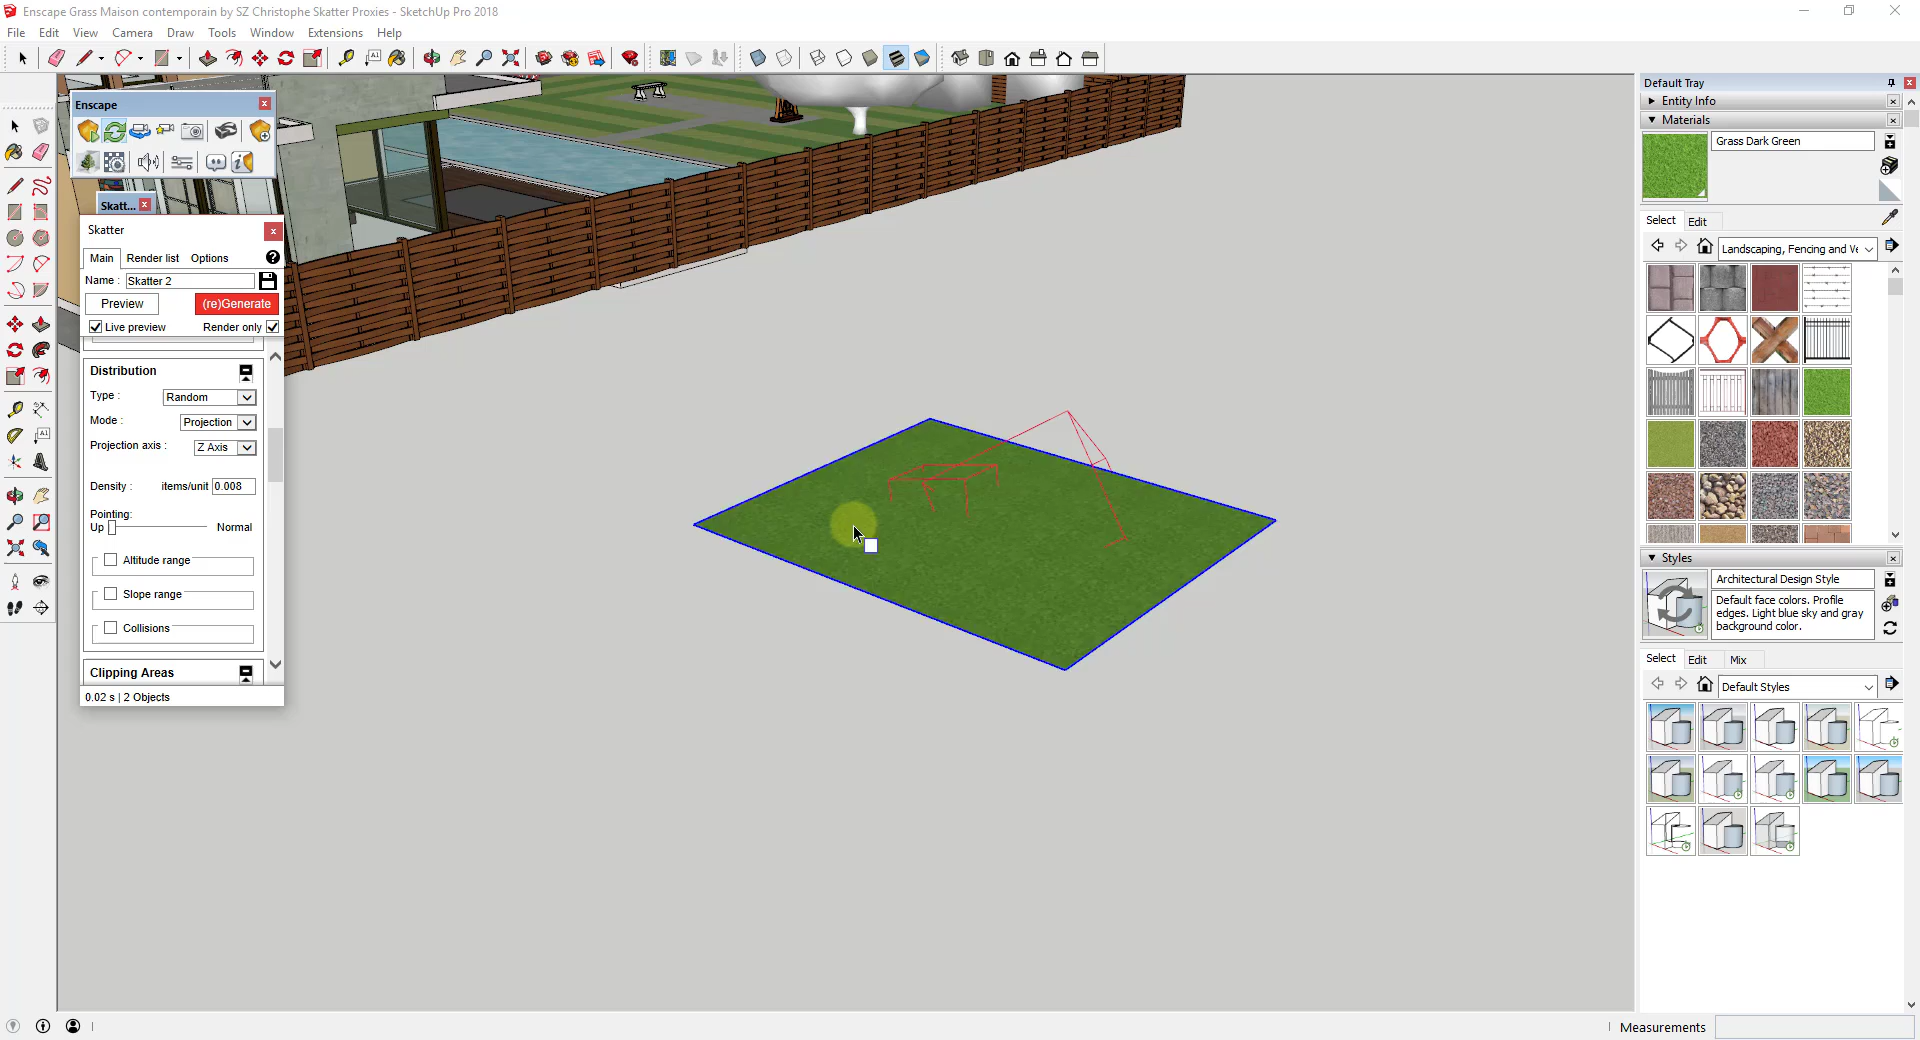 Enscape Grass Maison contemporain by SZ Christophe Skatter Proxies - SketchUp Pro 2018
File Edit View Camera Draw Tools Window Extensions Help
Enscape
Skatt...
Skatter
Main Render list Options
Name : Skatter 2
Preview (re)Generate
Live preview Render only
Distribution
Type : Random
Mode : Projection
Projection axis : Z Axis
Density : items/unit 0.008
Pointing:
Up Normal
Altitude range
Slope range
Collisions
Clipping Areas
0.02 s | 2 Objects
Default Tray
Entity Info
Materials
Grass Dark Green
Select Edit
Landscaping, Fencing and Ve
Styles
Architectural Design Style
Default face colors. Profile
edges. Light blue sky and gray
background color.
Select Edit Mix
Default Styles
Measurements